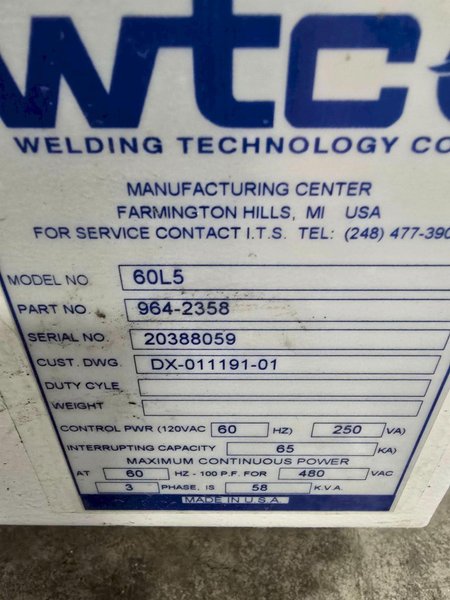 wtc
WELDING TECHNOLOGY CO
MANUFACTURING CENTER
FARMINGTON HILLS, MI USA
FOR SERVICE CONTACT I.T.S. TEL: (248) 477-390
MODEL NO 60L5
PART NO. 964-2358
SERIAL NO. 20388059
CUST. DWG DX-011191-01
DUTY CYLE
WEIGHT
CONTROL PWR (120VAC 60 HZ) 250 VA)
INTERRUPTING CAPACITY 65 KA)
MAXIMUM CONTINUOUS POWER
AT 60 HZ - 100 P.F. FOR 480 VAC
3 PHASE, IS 58 K.V.A.
MADE IN U.S.A.